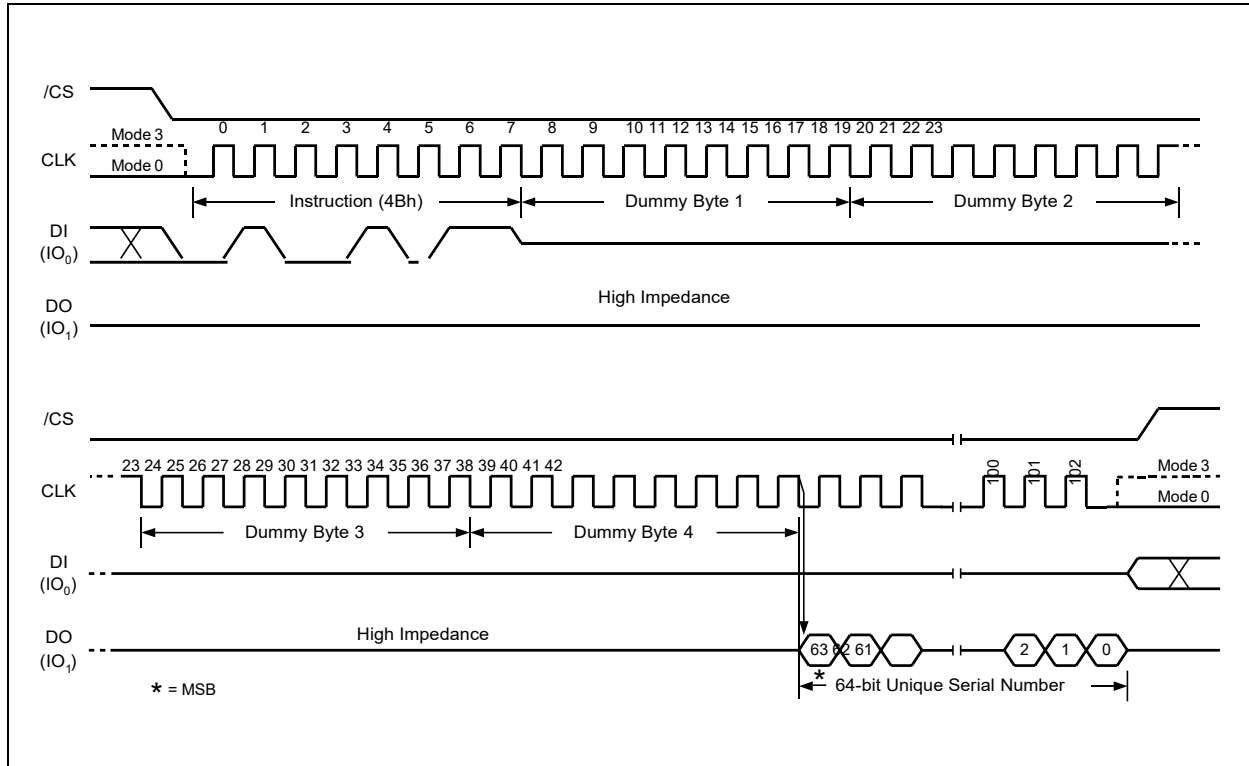 /CS
0 1 2 3 4 5 6 7 8 9 10 11 12 13 14 15 16 17 18 19 20 21 22 23
Mode 3
CLK
Mode 0
Instruction (4Bh) Dummy Byte 1 Dummy Byte 2
DI
(IO0)
High Impedance
DO
(IO1)
/CS
23 24 25 26 27 28 29 30 31 32 33 34 35 36 37 38 39 40 41 42 100 101 102
Mode 3
CLK
Mode 0
Dummy Byte 3 Dummy Byte 4
DI
(IO0)
DO
High Impedance
(IO1)
63 62 61 2 1 0
* = MSB
* 64-bit Unique Serial Number